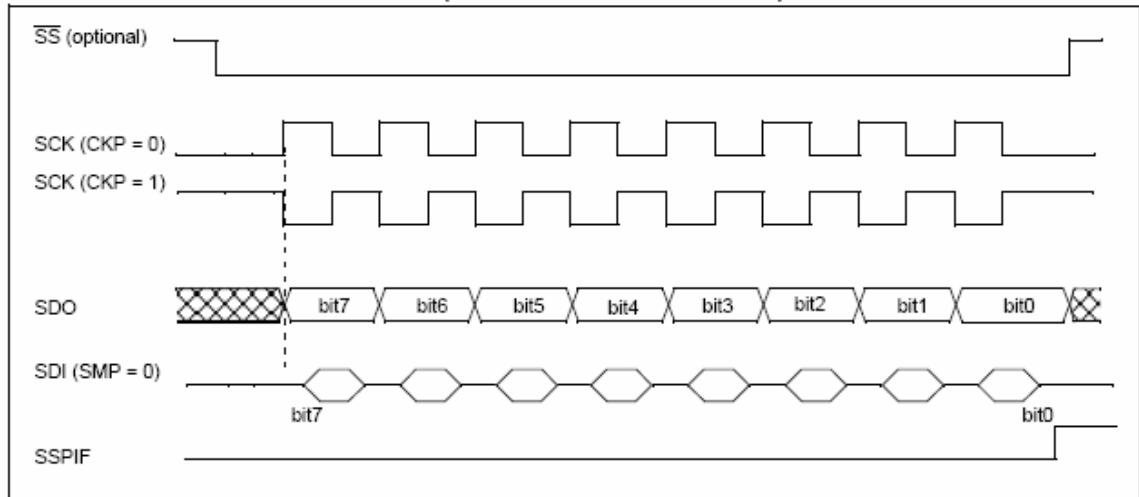 SS (optional)
SCK (CKP = 0)
SCK (CKP = 1)
SDO bit7 bit6 bit5 bit4 bit3 bit2 bit1 bit0
SDI (SMP = 0)
bit7 bit0
SSPIF